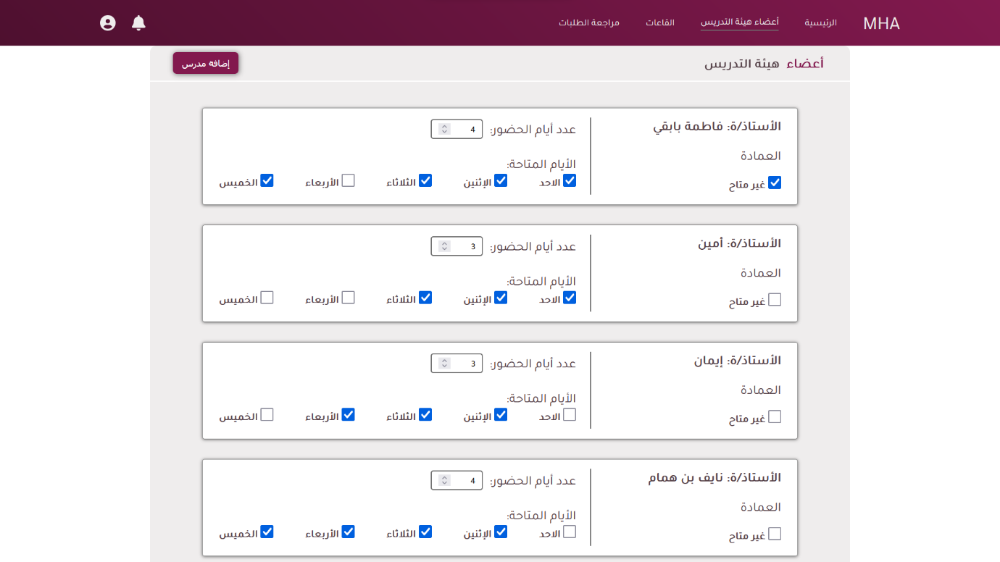 MHA
الرئيسية
أعضاء هيئة التدريس
القاعات
مراجعة الطلبات
أعضاء هيئة التدريس
إضافة مدرس
الأستاذ/ة: فاطمة بابقي
العمادة
غير متاح
عدد أيام الحضور: 4
الأيام المتاحة:
الاحد الإثنين الثلاثاء الأربعاء الخميس
الأستاذ/ة: أمين
العمادة
غير متاح
عدد أيام الحضور: 3
الأيام المتاحة:
الاحد الإثنين الثلاثاء الأربعاء الخميس
الأستاذ/ة: إيمان
العمادة
غير متاح
عدد أيام الحضور: 3
الأيام المتاحة:
الاحد الإثنين الثلاثاء الأربعاء الخميس
الأستاذ/ة: نايف بن همام
العمادة
غير متاح
عدد أيام الحضور: 4
الأيام المتاحة:
الاحد الإثنين الثلاثاء الأربعاء الخميس